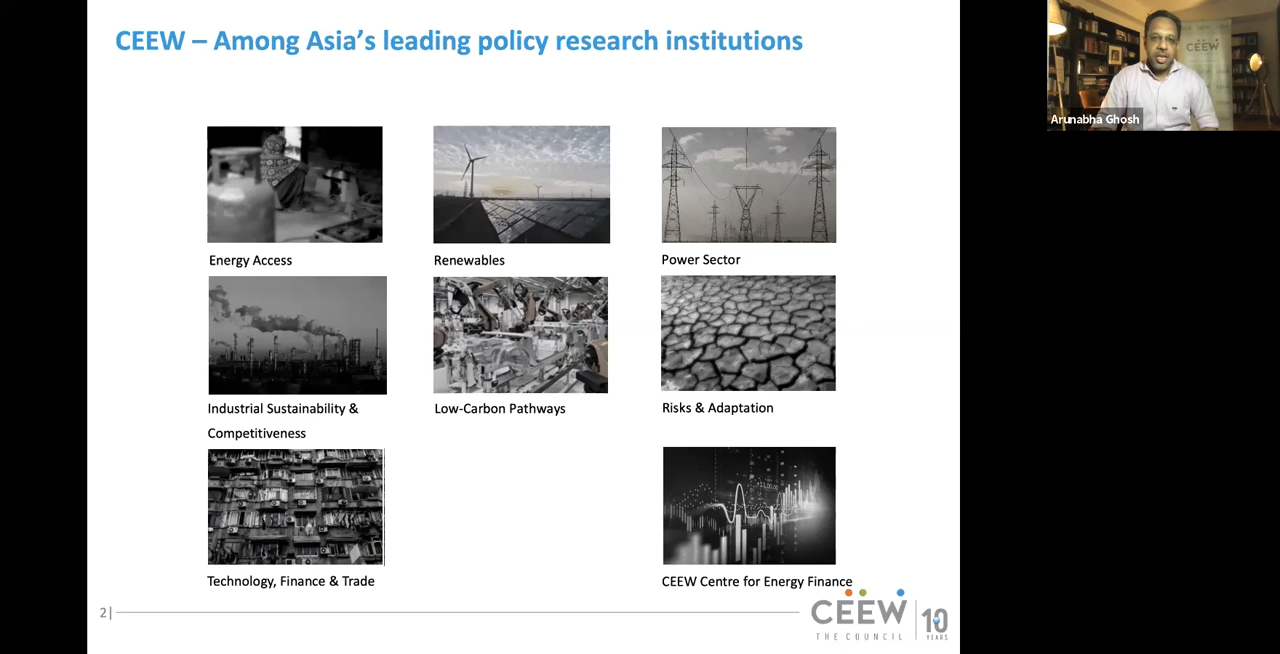 CEEW – Among Asia's leading policy research institutions
CEEW
Arunabha Ghosh
Energy Access
Renewables
Power Sector
Industrial Sustainability &
Competitiveness
Low-Carbon Pathways
Risks & Adaptation
Technology, Finance & Trade
CEEW Centre for Energy Finance
2|
CEEW
THE COUNCIL
10
YEARS